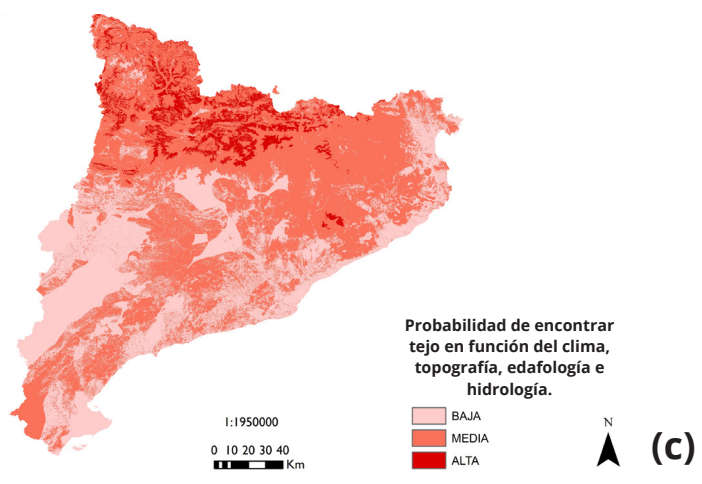 Probabilidad de encontrar
tejo en función del clima,
topografía, edafología e
hidrología.
BAJA
MEDIA
ALTA
1:1950000
0 10 20 30 40
Km
N
(c)